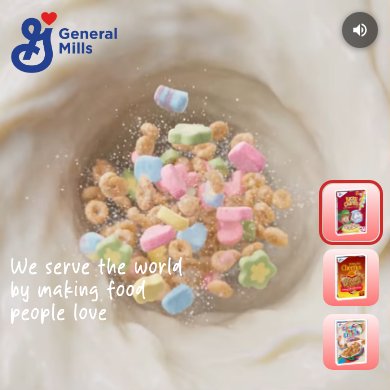 General
Mills
We serve the world
by making food
people love